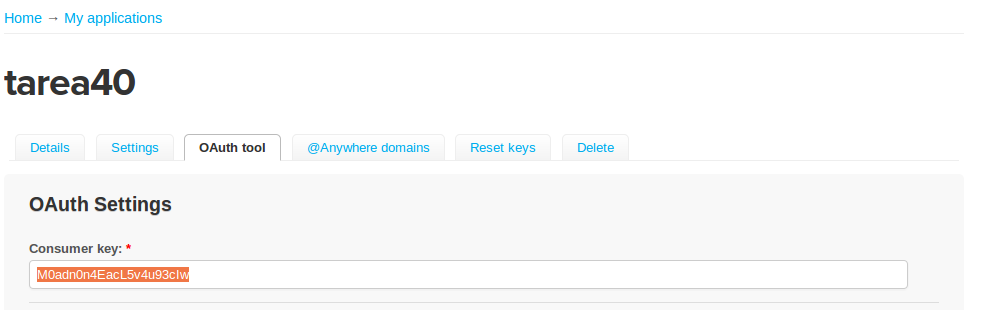 Home → My applications
tarea40
Details Settings OAuth tool @Anywhere domains Reset keys Delete
OAuth Settings
Consumer key: *
M0adn0n4EacL5v4u93cIw